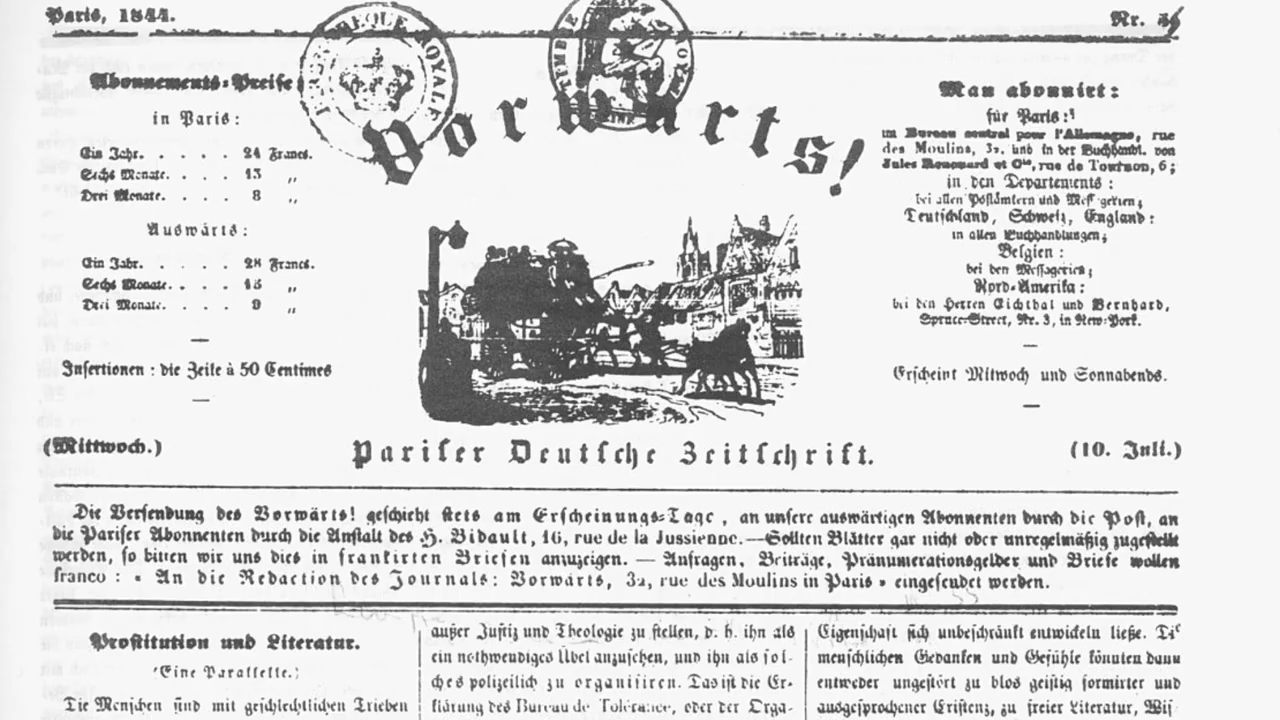 Paris, 1844.
Nr.
BIBLIOTHEQUE ROYALE
TIMBRE ROYAL
Abonnements-Preise:
in Paris:
Ein Jahr. . . . . 24 Francs.
Sechs Monate. . . . . 13 „
Drei Monate. . . . . 8 „
Auswärts:
Ein Jahr. . . . . 28 Francs.
Sechs Monate. . . . . 15 „
Drei Monate. . . . . 9 „
Insertionen: die Zeile à 50 Centimes
Vorwärts!
Man abonnirt:
für Paris:
im Bureau central pour l'Allemagne, rue
des Moulins, 32. und in der Buchhandl. von
Jules Renouard et Cie, rue de Tournon, 6;
in den Departements:
bei allen Postämtern und Messagerien;
Teutschland, Schweiz, England:
in allen Buchhandlungen;
Belgien:
bei den Messagerien;
Nord-Amerika:
bei den Herren Eichthal und Bernhard,
Spruce-Street, Nr. 3, in New-York.
Erscheint Mitwoch und Sonnabends.
(Mittwoch.)
Pariser Deutsche Zeitschrift.
(10. Juli.)
Die Versendung des Vorwärts! geschieht stets am Erscheinungs-Tage, an unsere auswärtigen Abonnenten durch die Post, an
die Pariser Abonnenten durch die Anstalt des H. Bidault, 16, rue de la Jussienne.—Sollten Blätter gar nicht oder unregelmäßig zugestellt
werden, so bitten wir uns dies in frankirten Briefen anzuzeigen. — Anfragen, Beiträge, Pränumerationsgelder und Briefe wollen
franco: « An die Redaction des Journals: Vorwärts, 32, rue des Moulins in Paris » eingesendet werden.
Prostitution und Literatur.
(Eine Parallelle.)
Die Menschen sind mit geschlechtlichen Trieben
außer Justiz und Theologie zu stellen, d. h. ihn als
ein nothwendiges Übel anzusehen, und ihn als sol-
ches polizeilich zu organisiren. Das ist die Er-
klärung des Bureau de Tolérance, oder der Orga-
Eigenschaft sich unbeschränkt entwickeln ließe. Die
menschlichen Gedanken und Gefühle könnten dann
entweder ungestört zu blos geistig formirter und
ausgesprochener Existenz, zu freier Literatur, Wis-